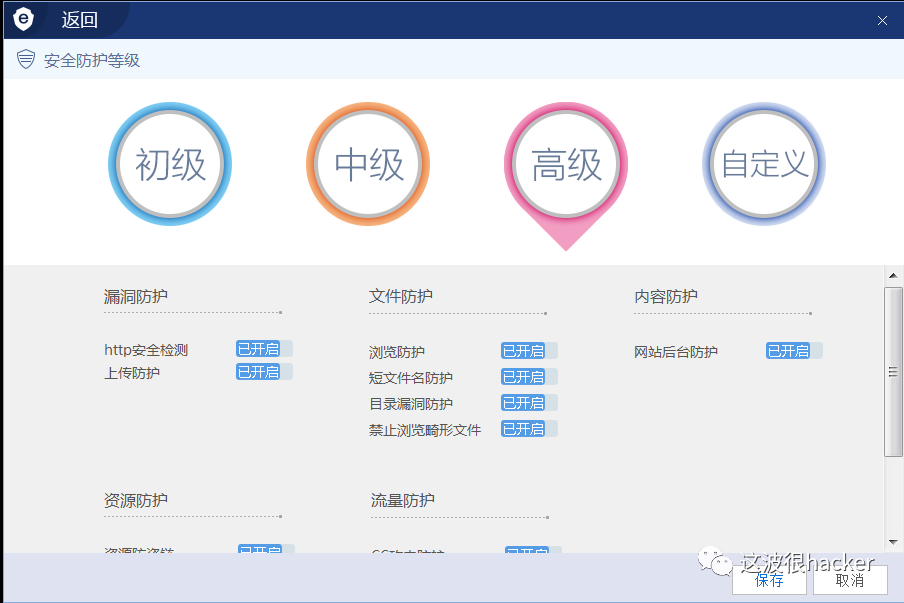 返回
安全防护等级
初级 中级 高级 自定义
漏洞防护 文件防护 内容防护
http安全检测 已开启 浏览防护 已开启 网站后台防护 已开启
上传防护 已开启 短文件名防护 已开启
目录漏洞防护 已开启
禁止浏览畸形文件 已开启
资源防护 流量防护
资源防盗链 已开启 CC攻击防护 已开启
这波很hacker
保存 取消